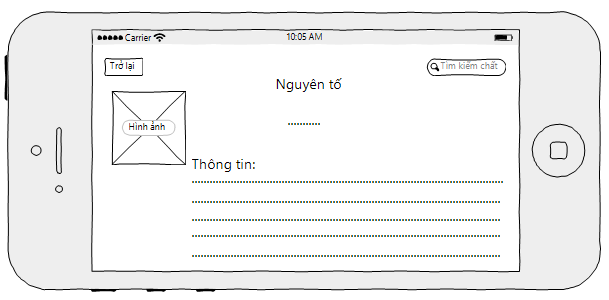 Carrier 10:05 AM
Trở lại
Tìm kiếm chất
Nguyên tố
Hình ảnh
...........
Thông tin: